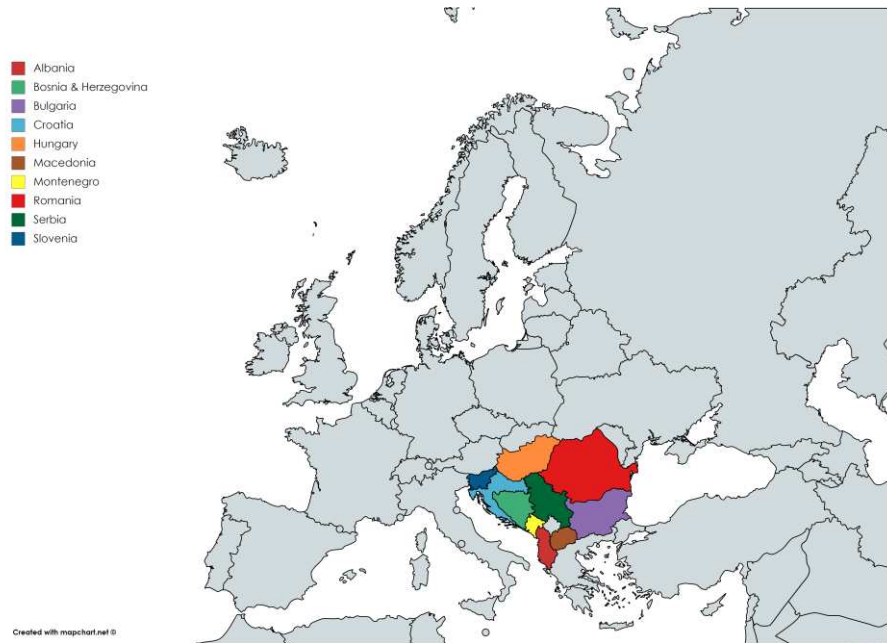 Albania
Bosnia & Herzegovina
Bulgaria
Croatia
Hungary
Macedonia
Montenegro
Romania
Serbia
Slovenia
Created with mapchart.net ©